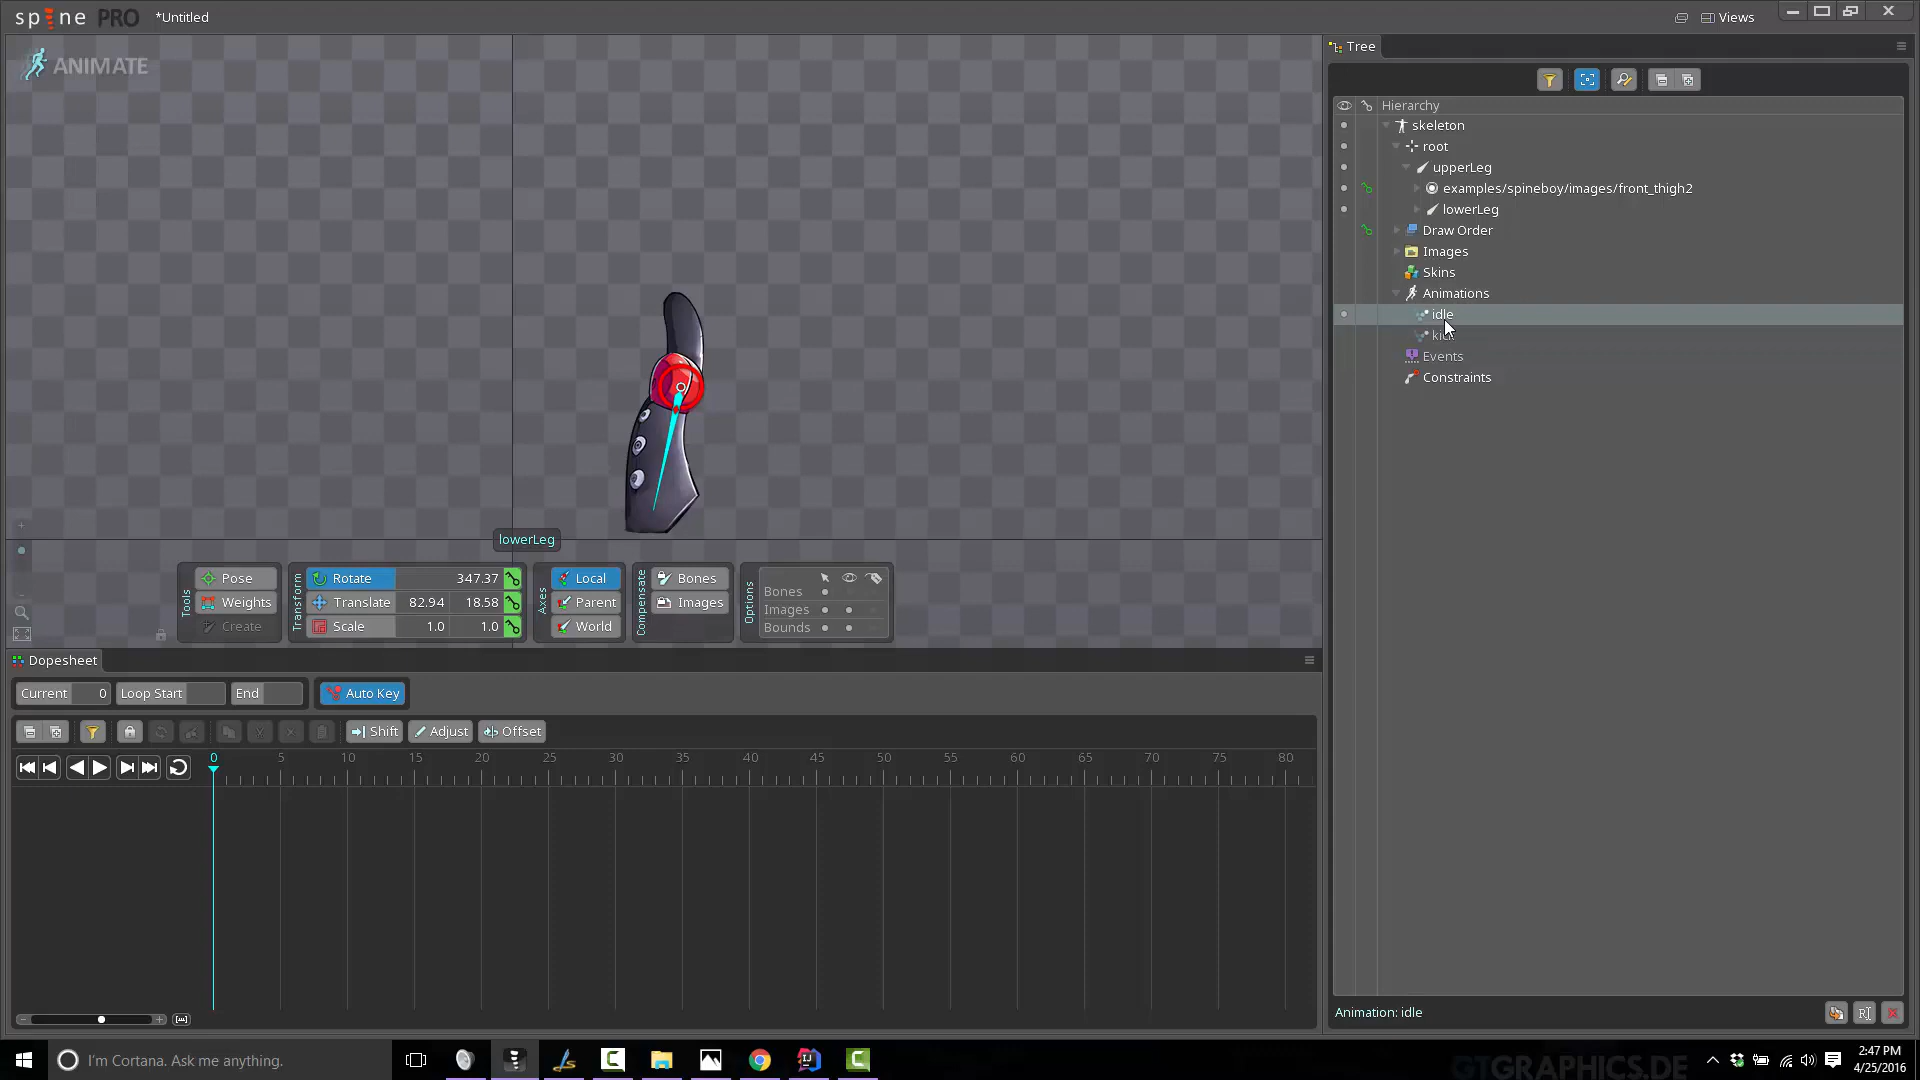 spine PRO *Untitled
Views
ANIMATE
Tree
Hierarchy
skeleton
root
upperLeg
examples/spineboy/images/front_thigh2
lowerLeg
Draw Order
Images
Skins
Animations
idle
Events
Constraints
lowerLeg
Tools
Pose
Weights
Create
Transform
Rotate 347.37
Translate 82.94 18.58
Scale 1.0 1.0
Axes
Local
Parent
World
Compensate
Bones
Images
Options
Bones
Images
Bounds
Dopesheet
Current 0 Loop Start End Auto Key
Shift Adjust Offset
0 5 10 15 20 25 30 35 40 45 50 55 60 65 70 75 80
Animation: idle
I'm Cortana. Ask me anything.
GTGRAPHICS.DE
2:47 PM
4/25/2016